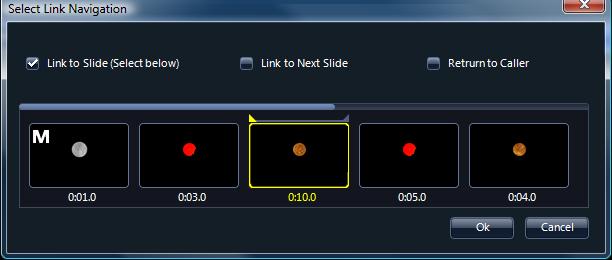 Select Link Navigation
Link to Slide (Select below) Link to Next Slide Retrurn to Caller
M
0:01.0 0:03.0 0:10.0 0:05.0 0:04.0
Ok Cancel